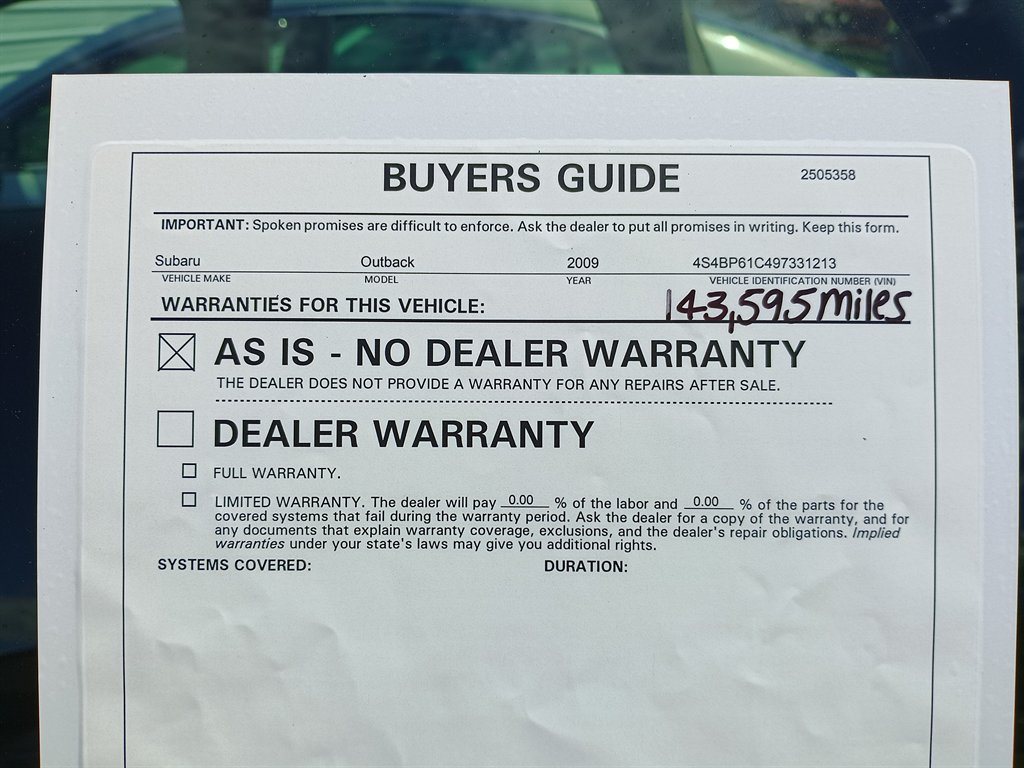 BUYERS GUIDE 2505358
IMPORTANT: Spoken promises are difficult to enforce. Ask the dealer to put all promises in writing. Keep this form.
Subaru Outback 2009 4S4BP61C497331213
VEHICLE MAKE MODEL YEAR VEHICLE IDENTIFICATION NUMBER (VIN)
WARRANTIES FOR THIS VEHICLE: 143,595 miles
AS IS - NO DEALER WARRANTY
THE DEALER DOES NOT PROVIDE A WARRANTY FOR ANY REPAIRS AFTER SALE.
DEALER WARRANTY
FULL WARRANTY.
LIMITED WARRANTY. The dealer will pay 0.00 % of the labor and 0.00 % of the parts for the
covered systems that fail during the warranty period. Ask the dealer for a copy of the warranty, and for
any documents that explain warranty coverage, exclusions, and the dealer's repair obligations. Implied
warranties under your state's laws may give you additional rights.
SYSTEMS COVERED: DURATION: